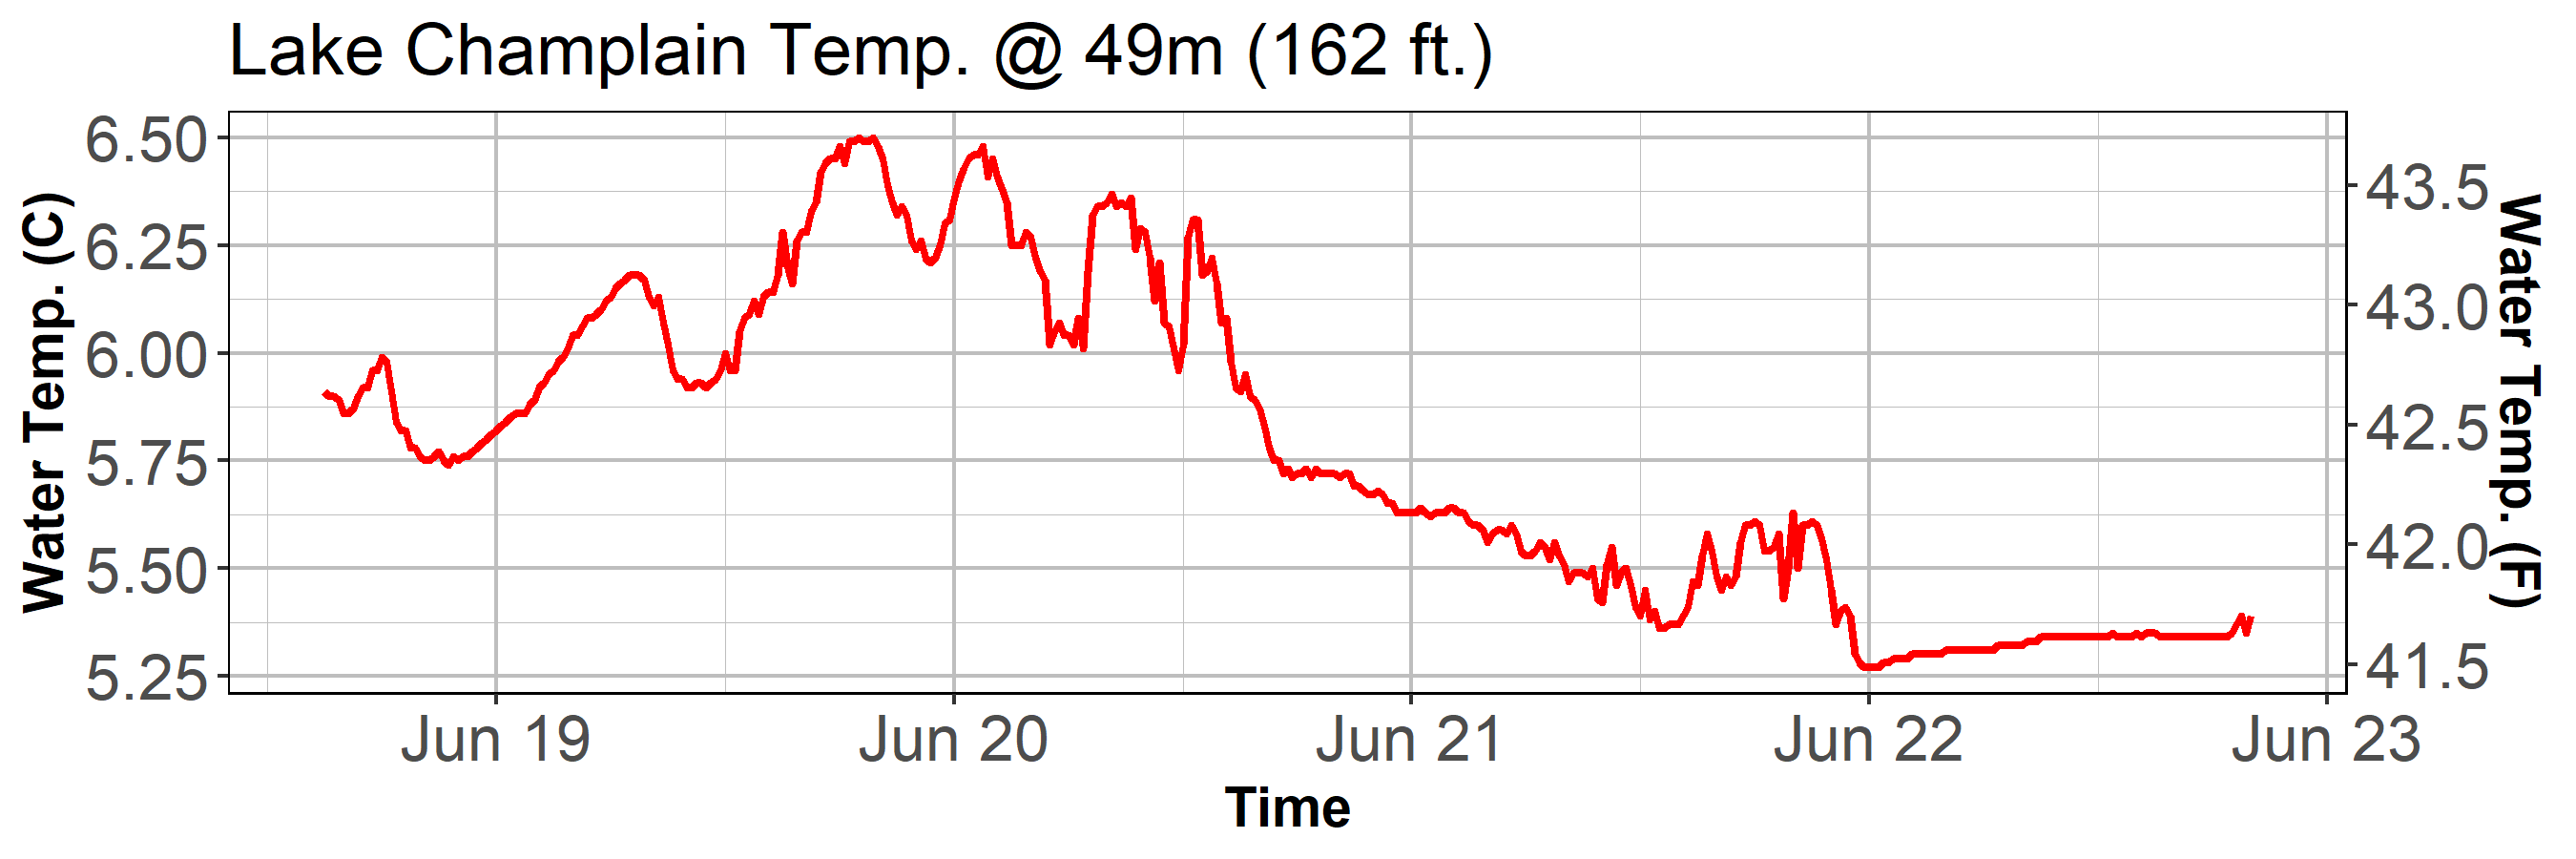 Lake Champlain Temp. @ 49m (162 ft.)
Water Temp. (C)
6.50
6.25
6.00
5.75
5.50
5.25
43.5
43.0
42.5
42.0
41.5
Water Temp. (F)
Jun 19 Jun 20 Jun 21 Jun 22 Jun 23
Time